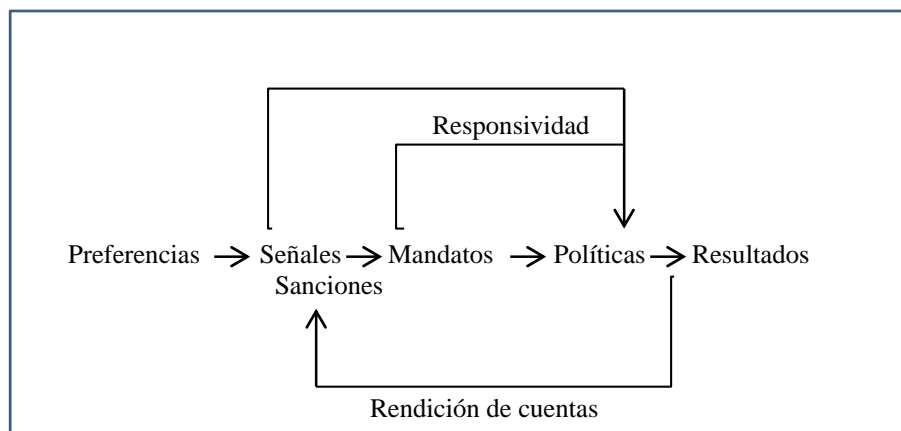 Responsividad
Preferencias Señales Mandatos Políticas Resultados
Sanciones
Rendición de cuentas